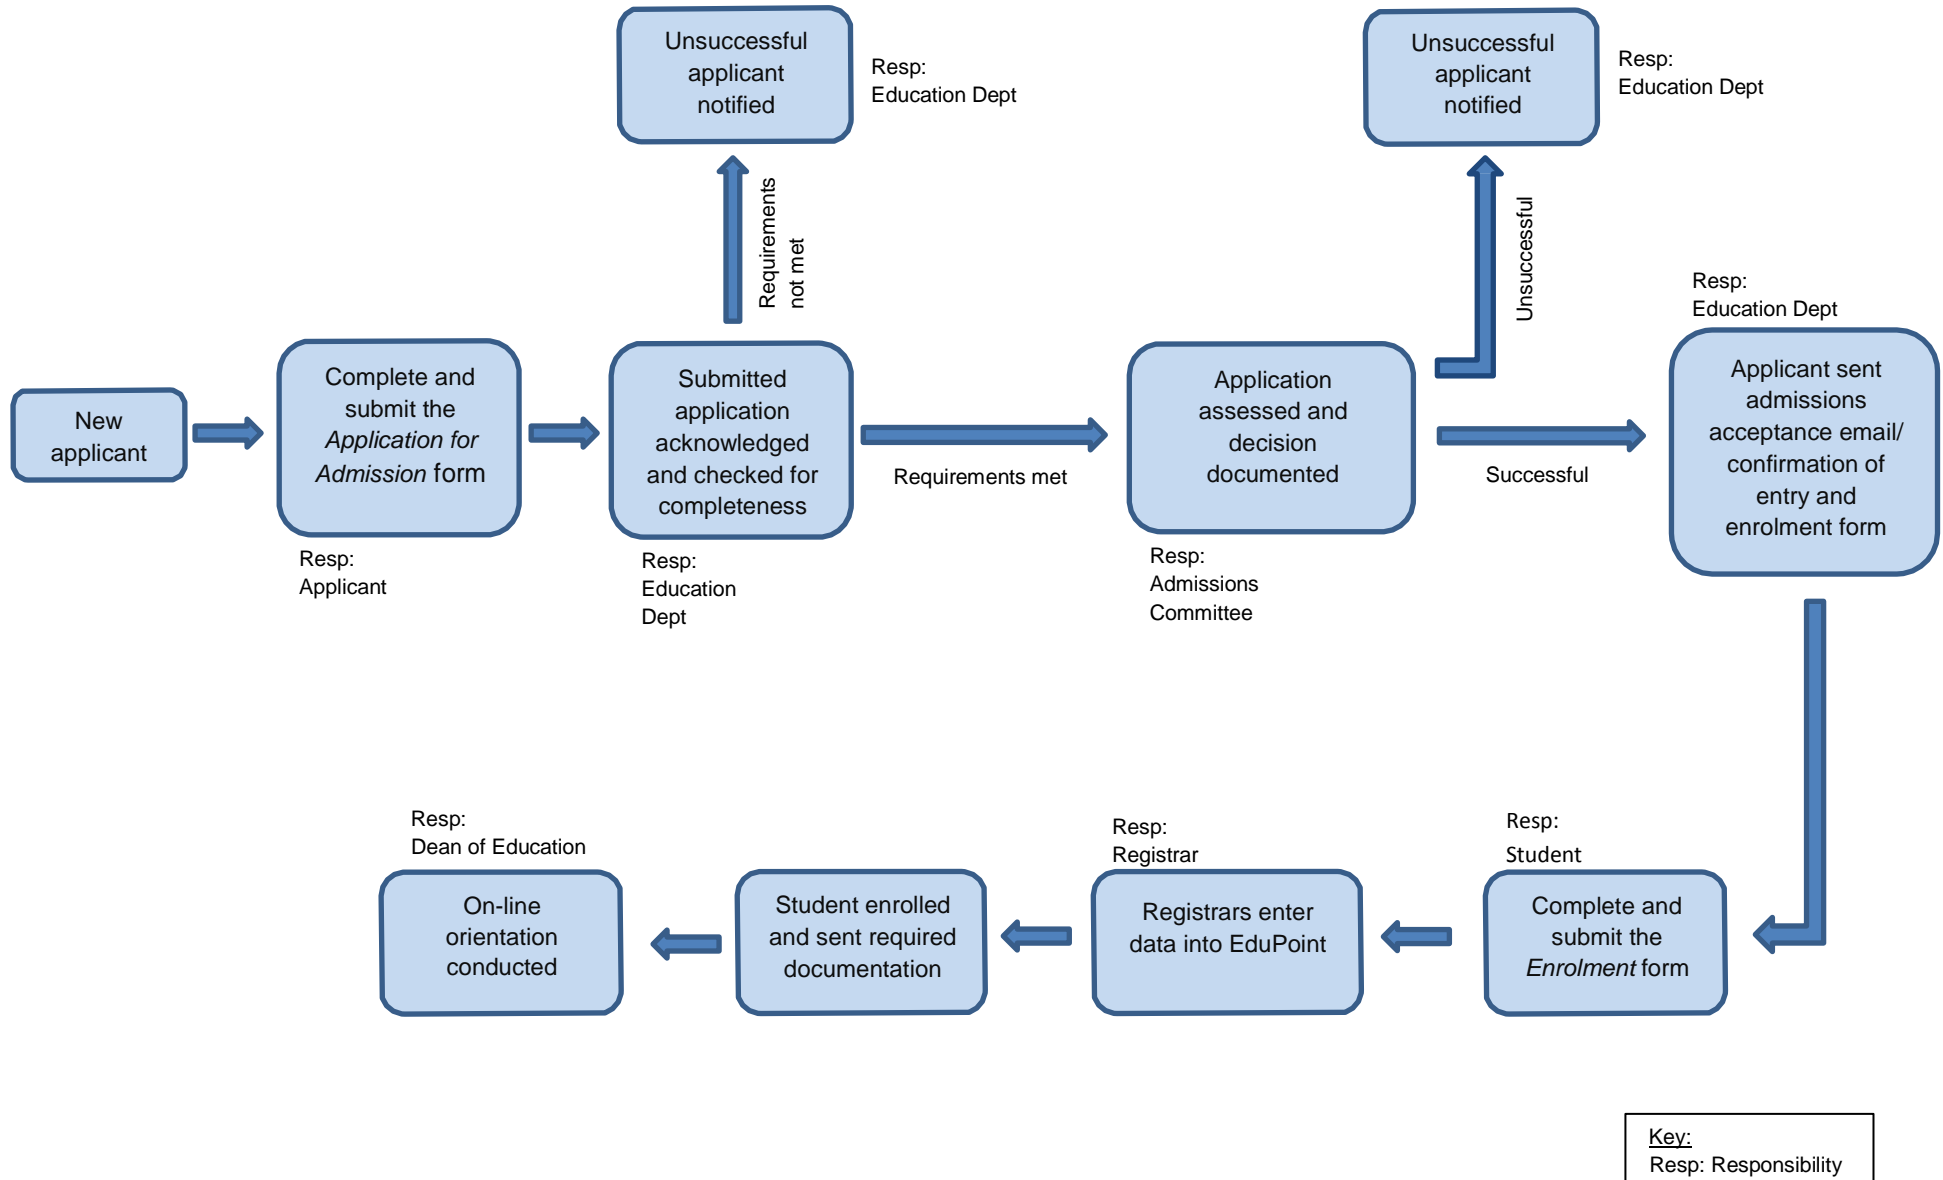 Unsuccessful
applicant
notified
Resp:
Education Dept
Unsuccessful
applicant
notified
Resp:
Education Dept
Requirements
not met
Unsuccessful
Resp:
Education Dept
New
applicant
Complete and
submit the
Application for
Admission form
Resp:
Applicant
Submitted
application
acknowledged
and checked for
completeness
Resp:
Education
Dept
Requirements met
Application
assessed and
decision
documented
Resp:
Admissions
Committee
Successful
Applicant sent
admissions
acceptance email/
confirmation of
entry and
enrolment form
Resp:
Dean of Education
On-line
orientation
conducted
Student enrolled
and sent required
documentation
Resp:
Registrar
Registrars enter
data into EduPoint
Resp:
Student
Complete and
submit the
Enrolment form
Key:
Resp: Responsibility